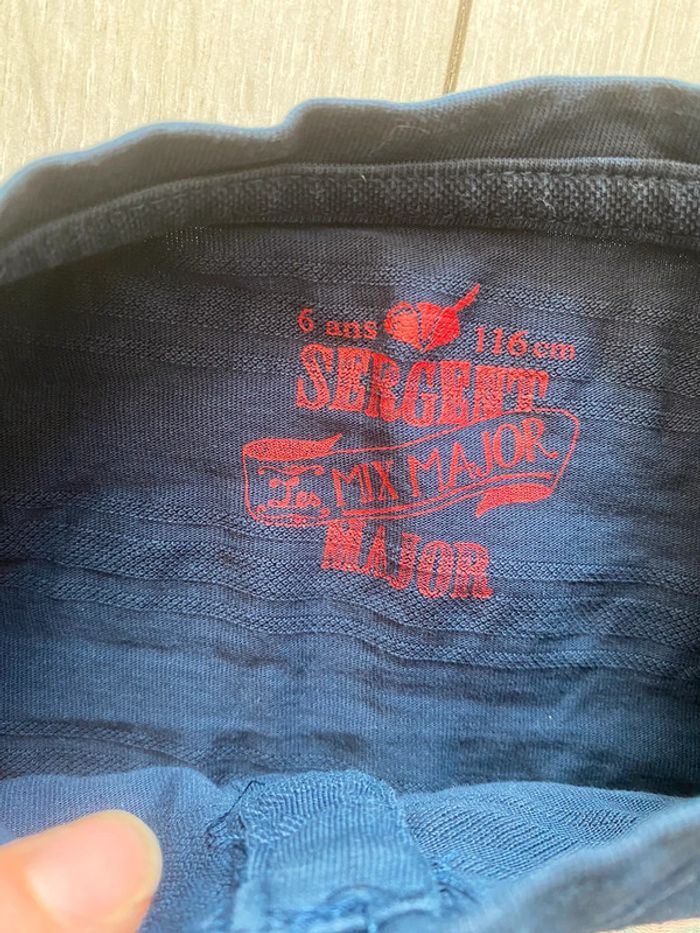 6 ans 116 cm
SERGENT
Les MIX MAJOR
MAJOR